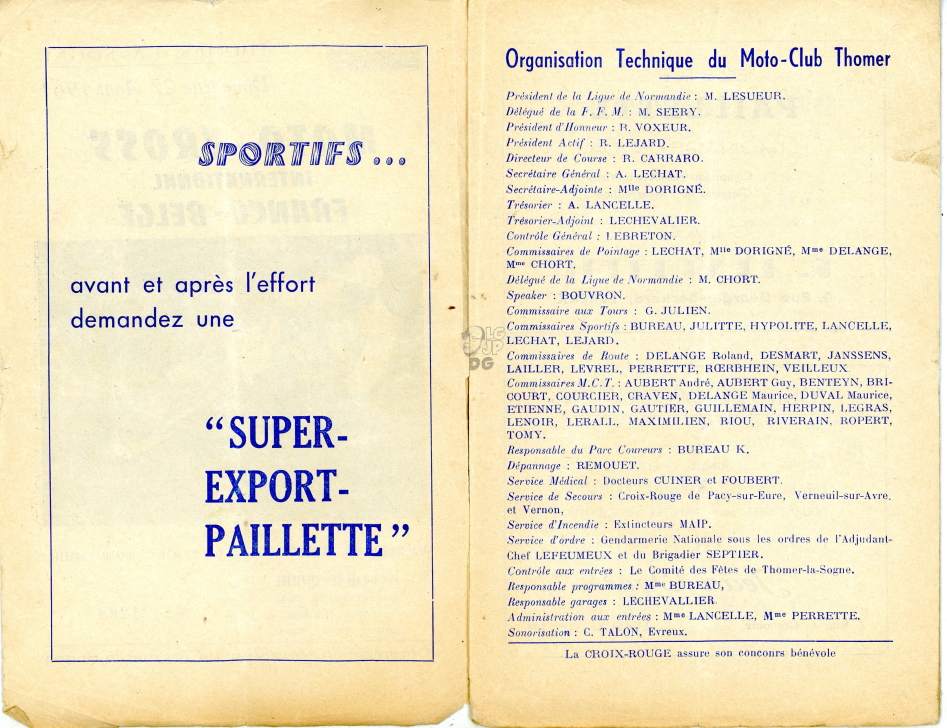 SPORTIFS...
avant et après l'effort
demandez une
“SUPER-
EXPORT-
PAILLETTE”
Organisation Technique du Moto-Club Thomer
Président de la Ligue de Normandie : M. LESUEUR.
Délégué de la F. F. M. : M. SEERY.
Président d'Honneur : R. VOXEUR.
Président Actif : R. LEJARD.
Directeur de Course : R. CARRARO.
Secrétaire Général : A. LECHAT.
Secrétaire-Adjointe : Mlle DORIGNÉ.
Trésorier : A. LANCELLE.
Trésorier-Adjoint : LECHEVALIER.
Contrôle Général : LEBRETON.
Commissaires de Pointage : LECHAT, Mlle DORIGNÉ, Mme DELANGE,
Mme CHORT.
Délégué de la Ligue de Normandie : M. CHORT.
Speaker : BOUVRON.
Commissaire aux Tours : G. JULIEN.
Commissaires Sportifs : BUREAU, JULITTE, HYPOLITE, LANCELLE,
LECHAT, LEJARD.
Commissaires de Route : DELANGE Roland, DESMART, JANSSENS,
LAILLER, LEVREL, PERRETTE, RŒRBHEIN, VEILLEUX.
Commissaires M.C.T. : AUBERT André, AUBERT Guy, BENTEYN, BRI-
COURT, COURCIER, CRAVEN, DELANGE Maurice, DUVAL Maurice,
ETIENNE, GAUDIN, GAUTIER, GUILLEMAIN, HERPIN, LEGRAS,
LENOIR, LERALL, MAXIMILIEN, RIOU, RIVERAIN, ROPERT,
TOMY.
Responsable du Parc Coureurs : BUREAU K.
Dépannage : REMOUET.
Service Médical : Docteurs CUINER et FOUBERT.
Service de Secours : Croix-Rouge de Pacy-sur-Eure, Verneuil-sur-Avre.
et Vernon,
Service d'Incendie : Extincteurs MAIP.
Service d'ordre : Gendarmerie Nationale sous les ordres de l'Adjudant-
Chef LEFEUMEUX et du Brigadier SEPTIER.
Contrôle aux entrées : Le Comité des Fêtes de Thomer-la-Sogne.
Responsable programmes : Mme BUREAU,
Responsable garages : LECHEVALLIER.
Administration aux entrées : Mme LANCELLE, Mme PERRETTE.
Sonorisation : C. TALON, Evreux.
La CROIX-ROUGE assure son concours bénévole
LG
JP
DG